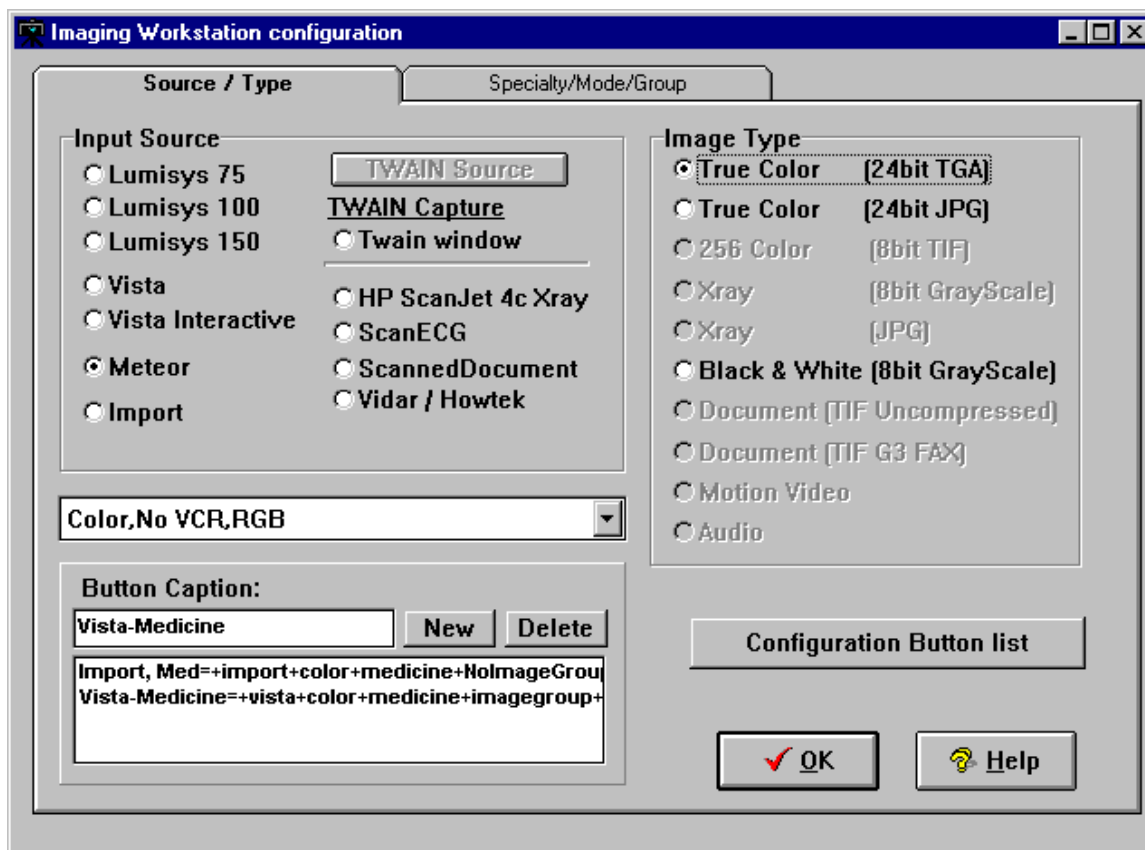 Imaging Workstation configuration
Source / Type
Specialty/Mode/Group
Input Source
Lumisys 75
Lumisys 100
Lumisys 150
Vista
Vista Interactive
Meteor
Import
TWAIN Source
TWAIN Capture
Twain window
HP ScanJet 4c Xray
ScanECG
ScannedDocument
Vidar / Howtek
Image Type
True Color (24bit TGA)
True Color (24bit JPG)
256 Color (8bit TIF)
Xray (8bit GrayScale)
Xray (JPG)
Black & White (8bit GrayScale)
Document (TIF Uncompressed)
Document (TIF G3 FAX)
Motion Video
Audio
Color,No VCR,RGB
Button Caption:
Vista-Medicine
New
Delete
Import, Med=+import+color+medicine+NoImageGroup
Vista-Medicine=+vista+color+medicine+imagegroup+
Configuration Button list
OK
Help